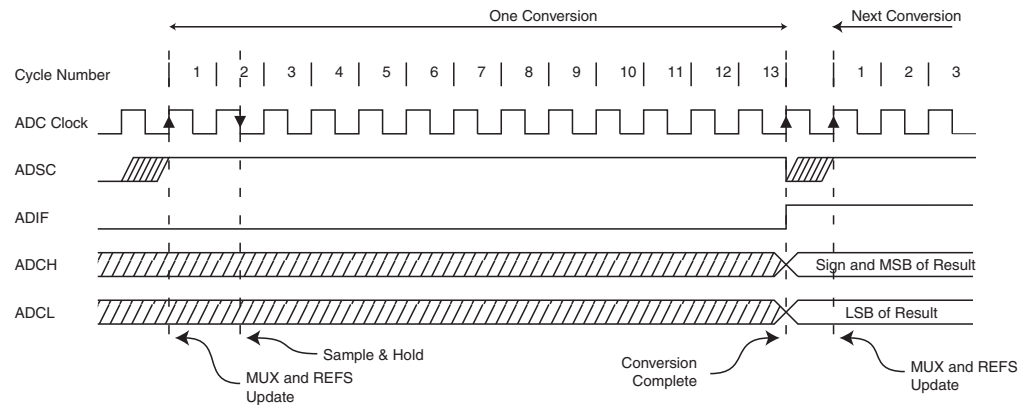 One Conversion Next Conversion
Cycle Number 1 2 3 4 5 6 7 8 9 10 11 12 13 1 2 3
ADC Clock
ADSC
ADIF
ADCH Sign and MSB of Result
ADCL LSB of Result
Sample & Hold
MUX and REFS
Update
Conversion
Complete
MUX and REFS
Update